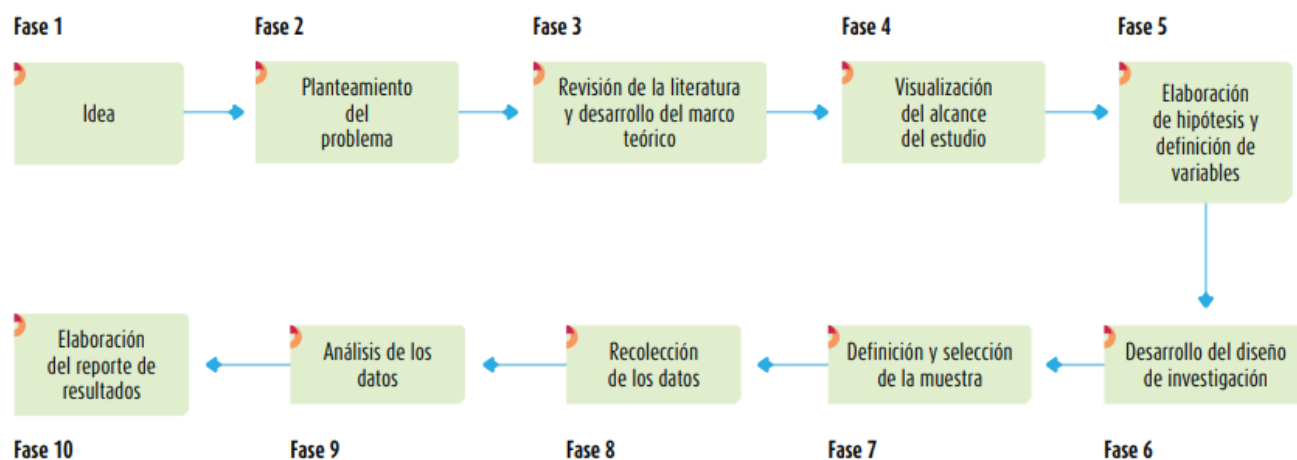 Fase 1
Idea
Fase 2
Planteamiento
del
problema
Fase 3
Revisión de la literatura
y desarrollo del marco
teórico
Fase 4
Visualización
del alcance
del estudio
Fase 5
Elaboración
de hipótesis y
definición de
variables
Desarrollo del diseño
de investigación
Fase 6
Definición y selección
de la muestra
Fase 7
Recolección
de los datos
Fase 8
Análisis de los
datos
Fase 9
Elaboración
del reporte de
resultados
Fase 10